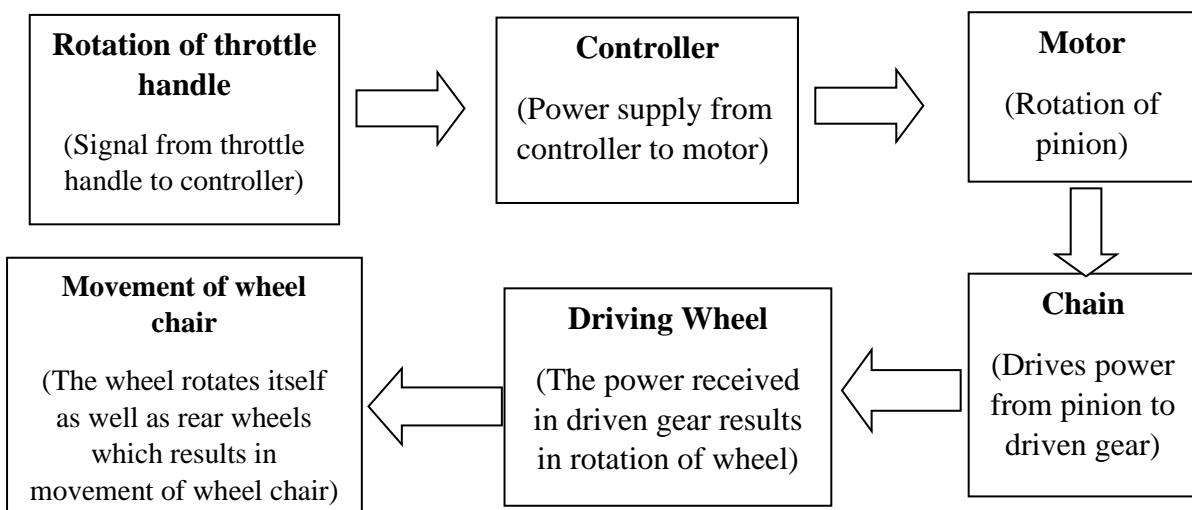 Rotation of throttle
handle
(Signal from throttle
handle to controller)
Controller
(Power supply from
controller to motor)
Motor
(Rotation of
pinion)
Chain
(Drives power
from pinion to
driven gear)
Driving Wheel
(The power received
in driven gear results
in rotation of wheel)
Movement of wheel
chair
(The wheel rotates itself
as well as rear wheels
which results in
movement of wheel chair)